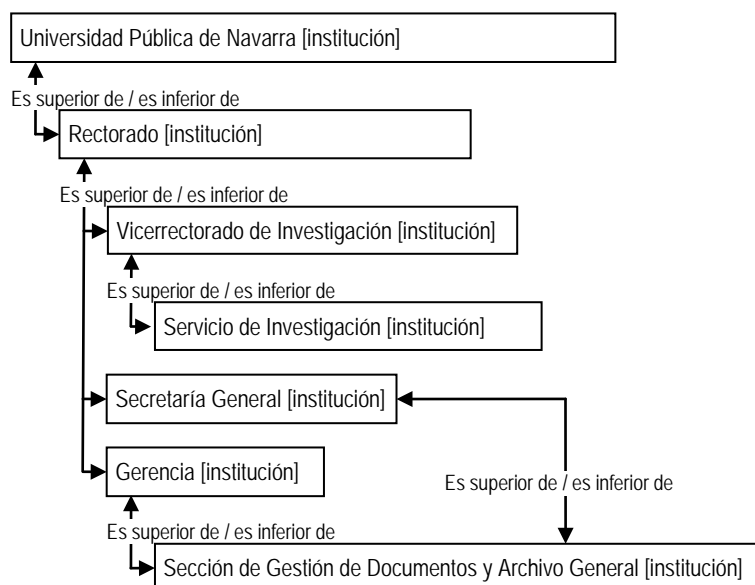 Universidad Pública de Navarra [institución]
Es superior de / es inferior de
Rectorado [institución]
Es superior de / es inferior de
Vicerrectorado de Investigación [institución]
Es superior de / es inferior de
Servicio de Investigación [institución]
Secretaría General [institución]
Gerencia [institución]
Es superior de / es inferior de
Es superior de / es inferior de
Sección de Gestión de Documentos y Archivo General [institución]